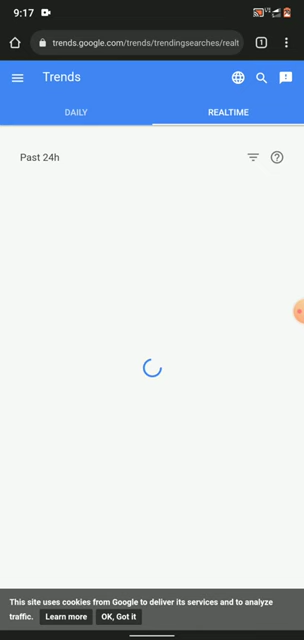 9:17
trends.google.com/trends/trendingsearches/realt
1
Trends
DAILY
REALTIME
Past 24h
This site uses cookies from Google to deliver its services and to analyze
traffic. Learn more OK, Got it